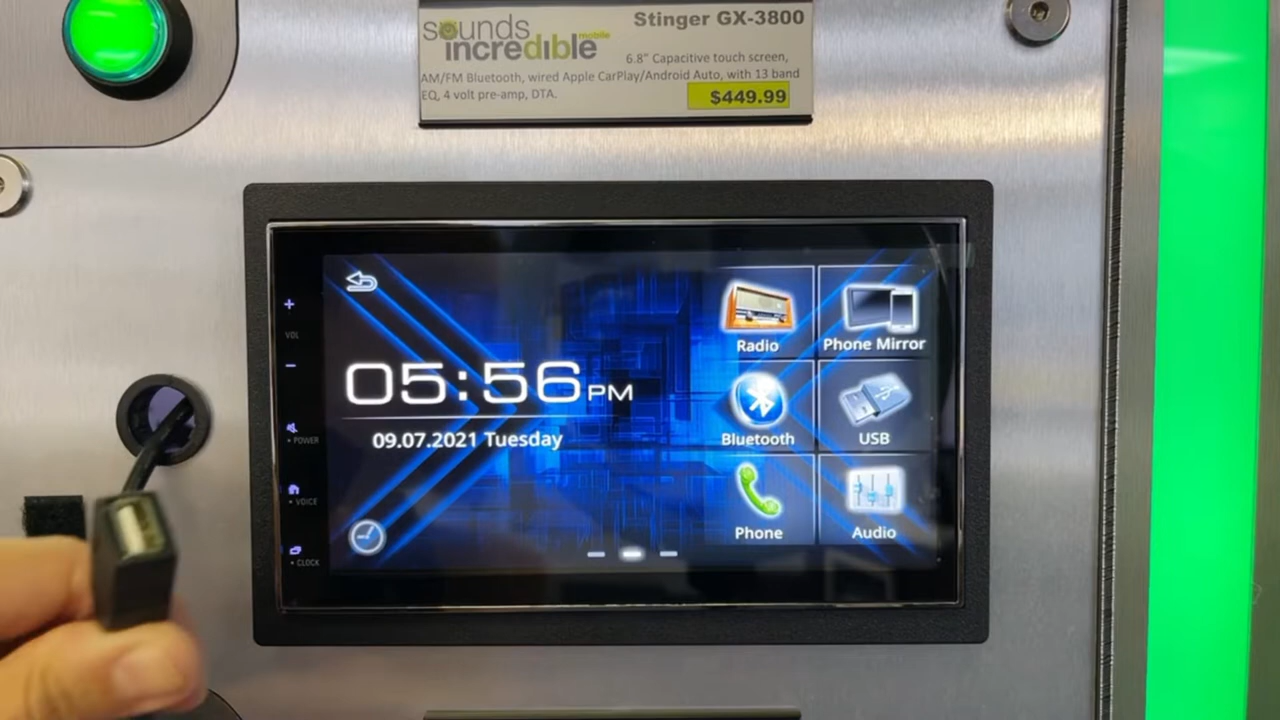 sounds
incredible mobile
Stinger GX-3800
6.8" Capacitive touch screen,
AM/FM Bluetooth, wired Apple CarPlay/Android Auto, with 13 band
EQ, 4 volt pre-amp, DTA.
$449.99
+
VOL
-
POWER
VOICE
CLOCK
05:56 PM
09.07.2021 Tuesday
Radio
Phone Mirror
Bluetooth
USB
Phone
Audio